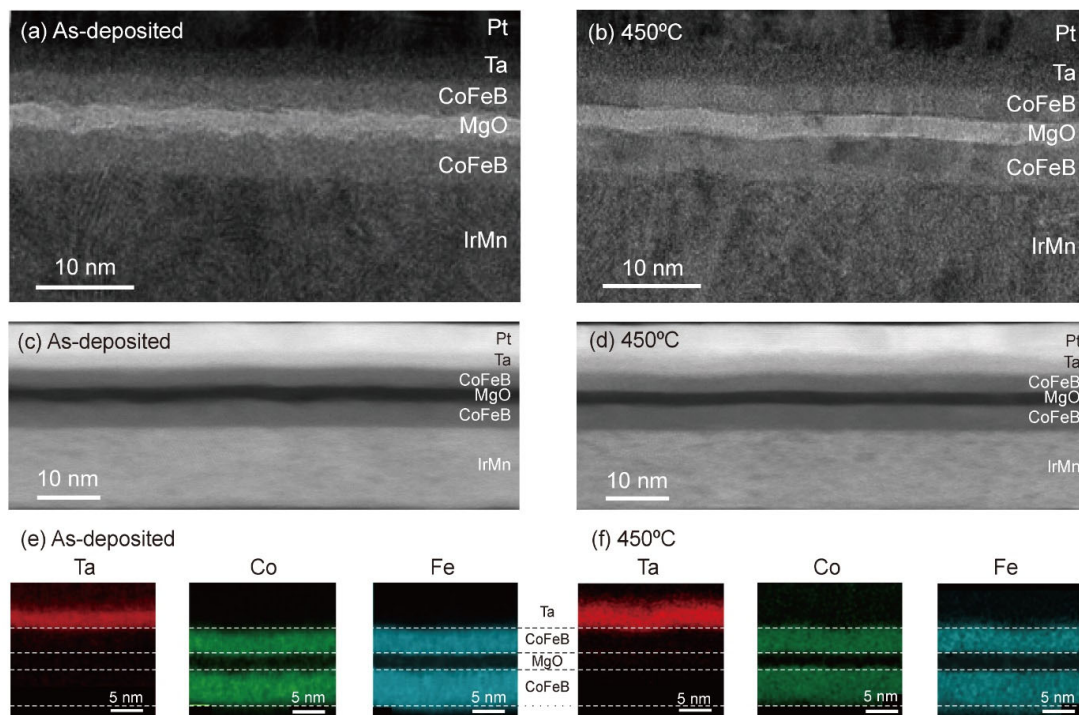 (a) As-deposited
Pt
Ta
CoFeB
MgO
CoFeB
IrMn
10 nm
(b) 450ºC
Pt
Ta
CoFeB
MgO
CoFeB
IrMn
10 nm
(c) As-deposited
Pt
Ta
CoFeB
MgO
CoFeB
IrMn
10 nm
(d) 450ºC
Pt
Ta
CoFeB
MgO
CoFeB
IrMn
10 nm
(e) As-deposited
Ta
Co
Fe
5 nm
5 nm
5 nm
Ta
CoFeB
MgO
CoFeB
(f) 450ºC
Ta
Co
Fe
5 nm
5 nm
5 nm